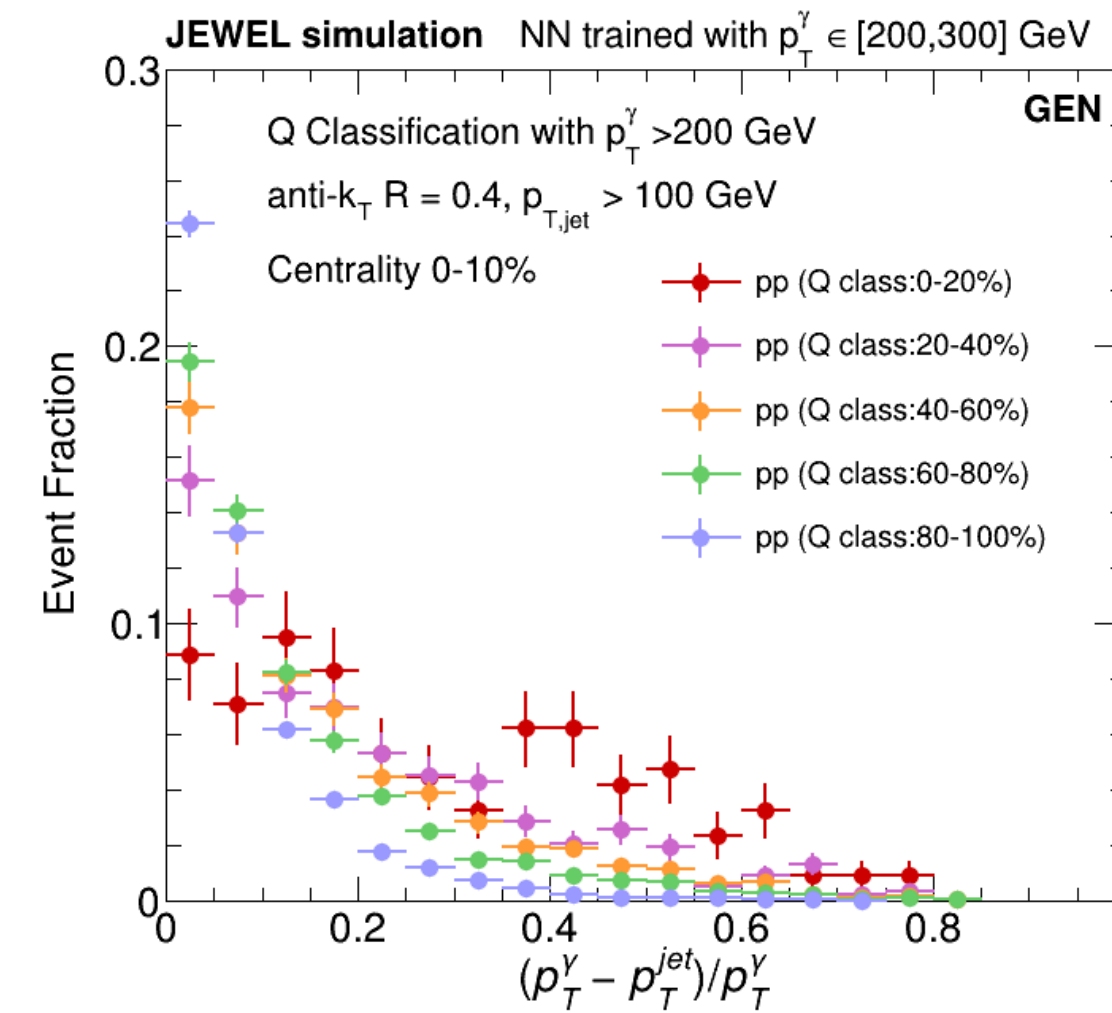 JEWEL simulation NN trained with p_T^γ ∈ [200,300] GeV
GEN
Q Classification with p_T^γ >200 GeV
anti-k_T R = 0.4, p_T,jet > 100 GeV
Centrality 0-10%
pp (Q class:0-20%)
pp (Q class:20-40%)
pp (Q class:40-60%)
pp (Q class:60-80%)
pp (Q class:80-100%)
Event Fraction
0.3
0.2
0.1
0
0 0.2 0.4 0.6 0.8
(p_T^γ − p_T^jet)/p_T^γ